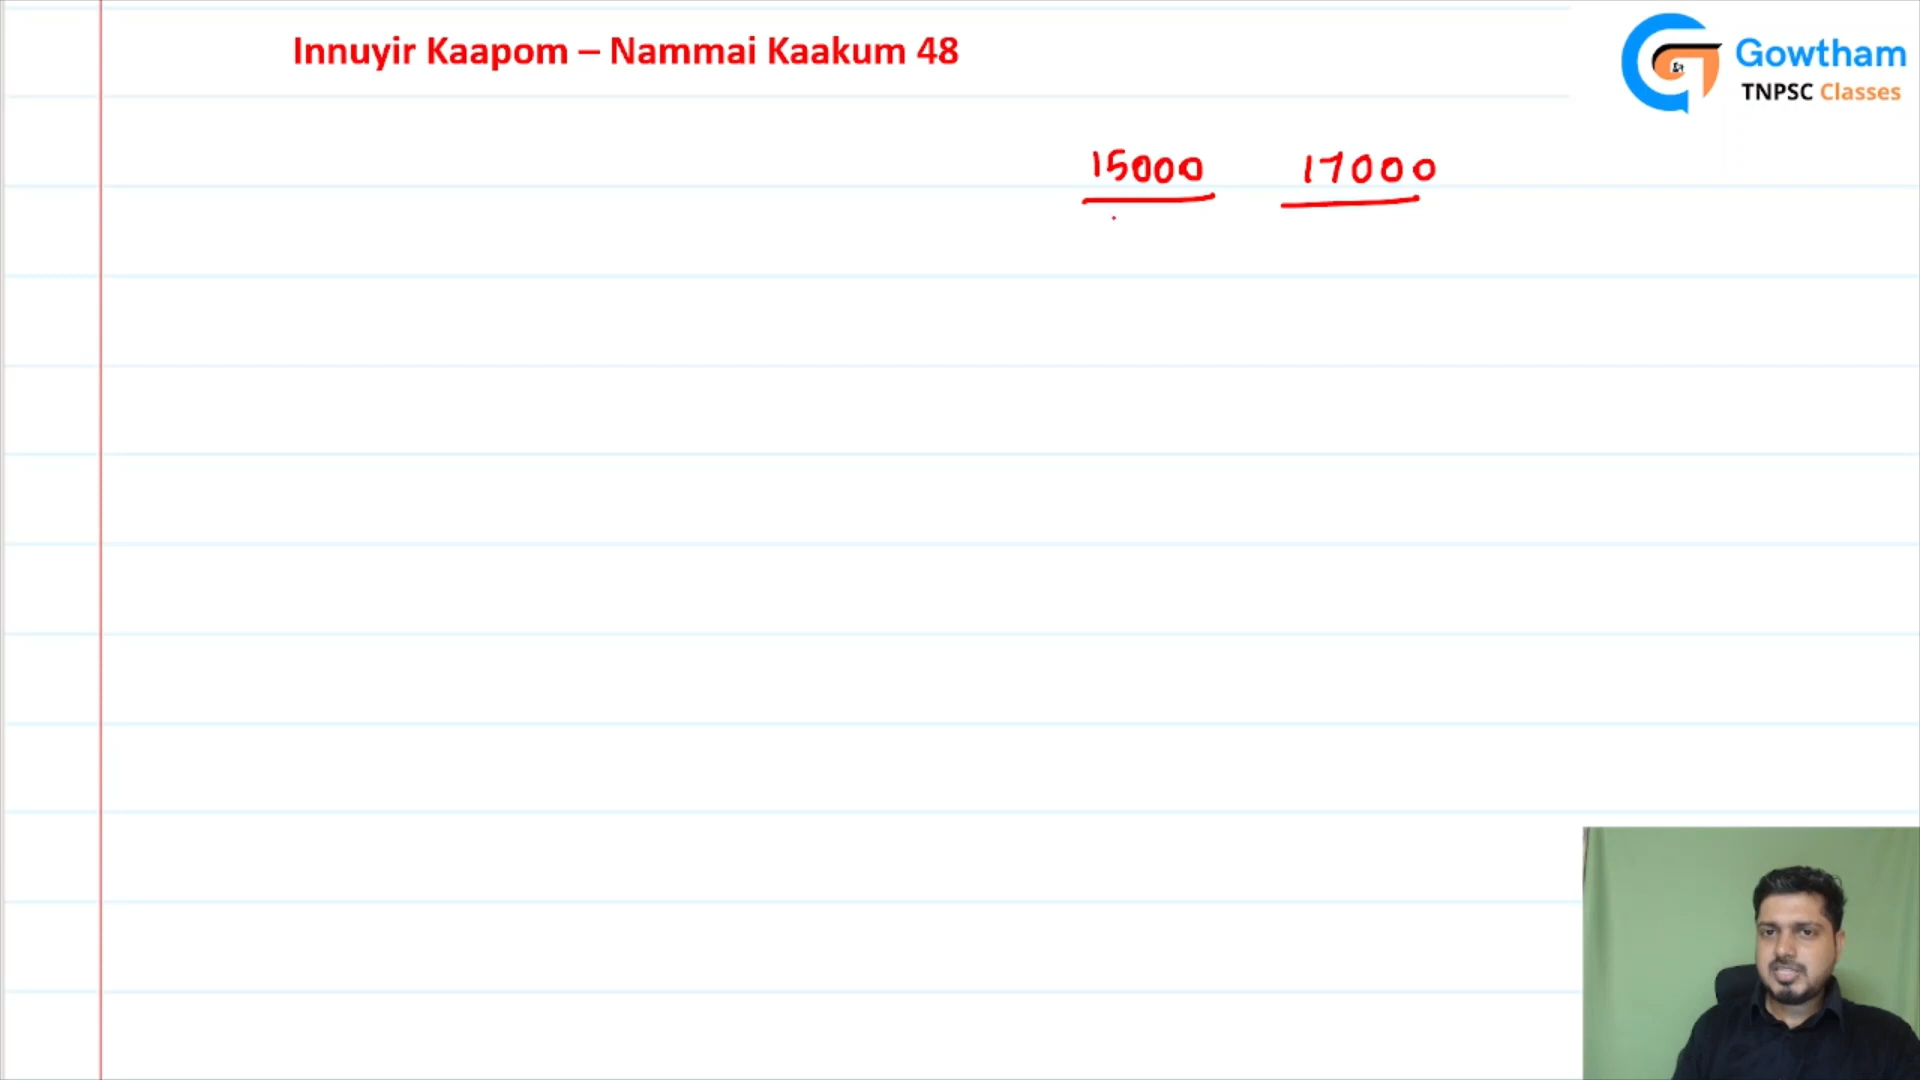 Innuyir Kaapom – Nammai Kaakum 48
Gowtham
TNPSC Classes
15000 17000